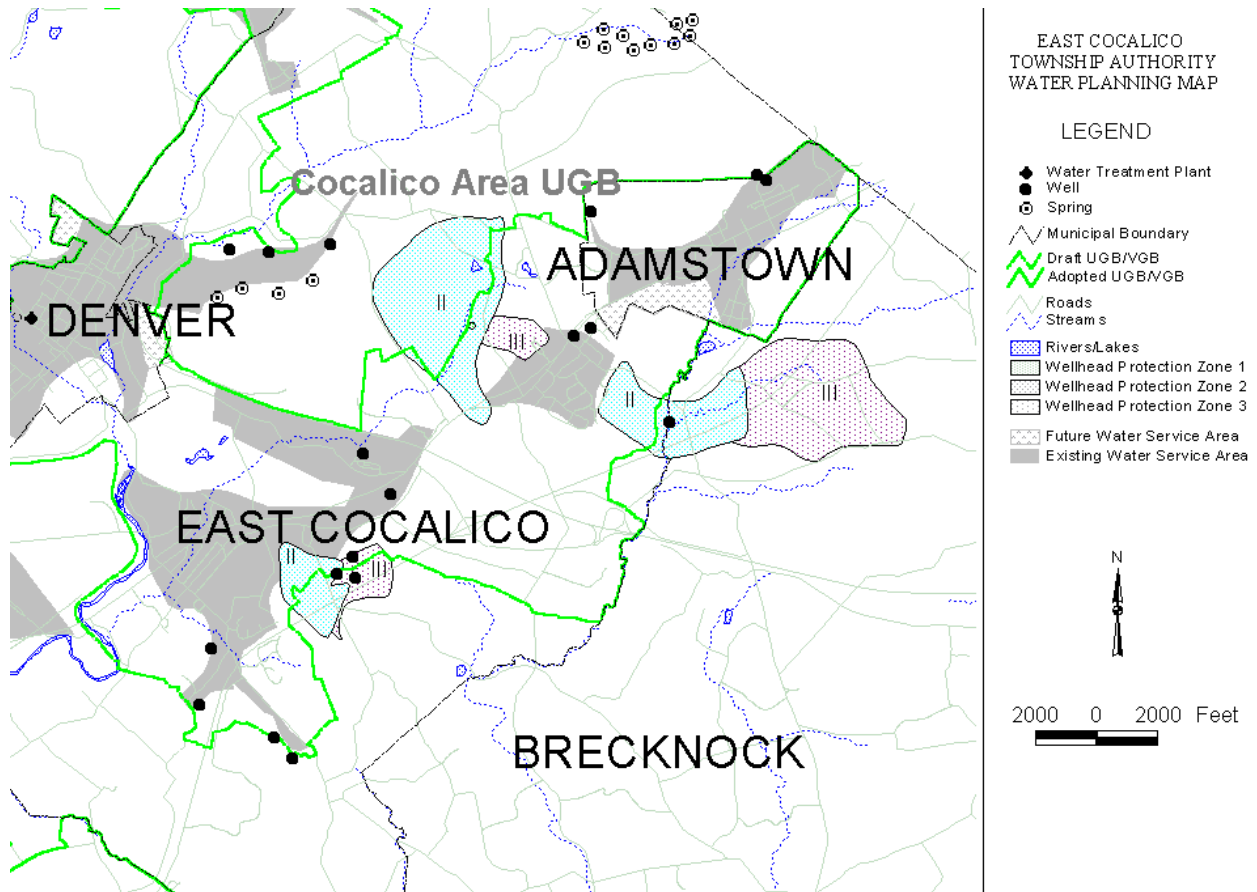 Cocalico Area UGB
ADAMSTOWN
DENVER
II
III
II
III
EAST COCALICO
II
III
BRECKNOCK
EAST COCALICO
TOWNSHIP AUTHORITY
WATER PLANNING MAP
LEGEND
Water Treatment Plant
Well
Spring
Municipal Boundary
Draft UGB/VGB
Adopted UGB/VGB
Roads
Streams
Rivers/Lakes
Wellhead Protection Zone 1
Wellhead Protection Zone 2
Wellhead Protection Zone 3
Future Water Service Area
Existing Water Service Area
N
2000 0 2000 Feet